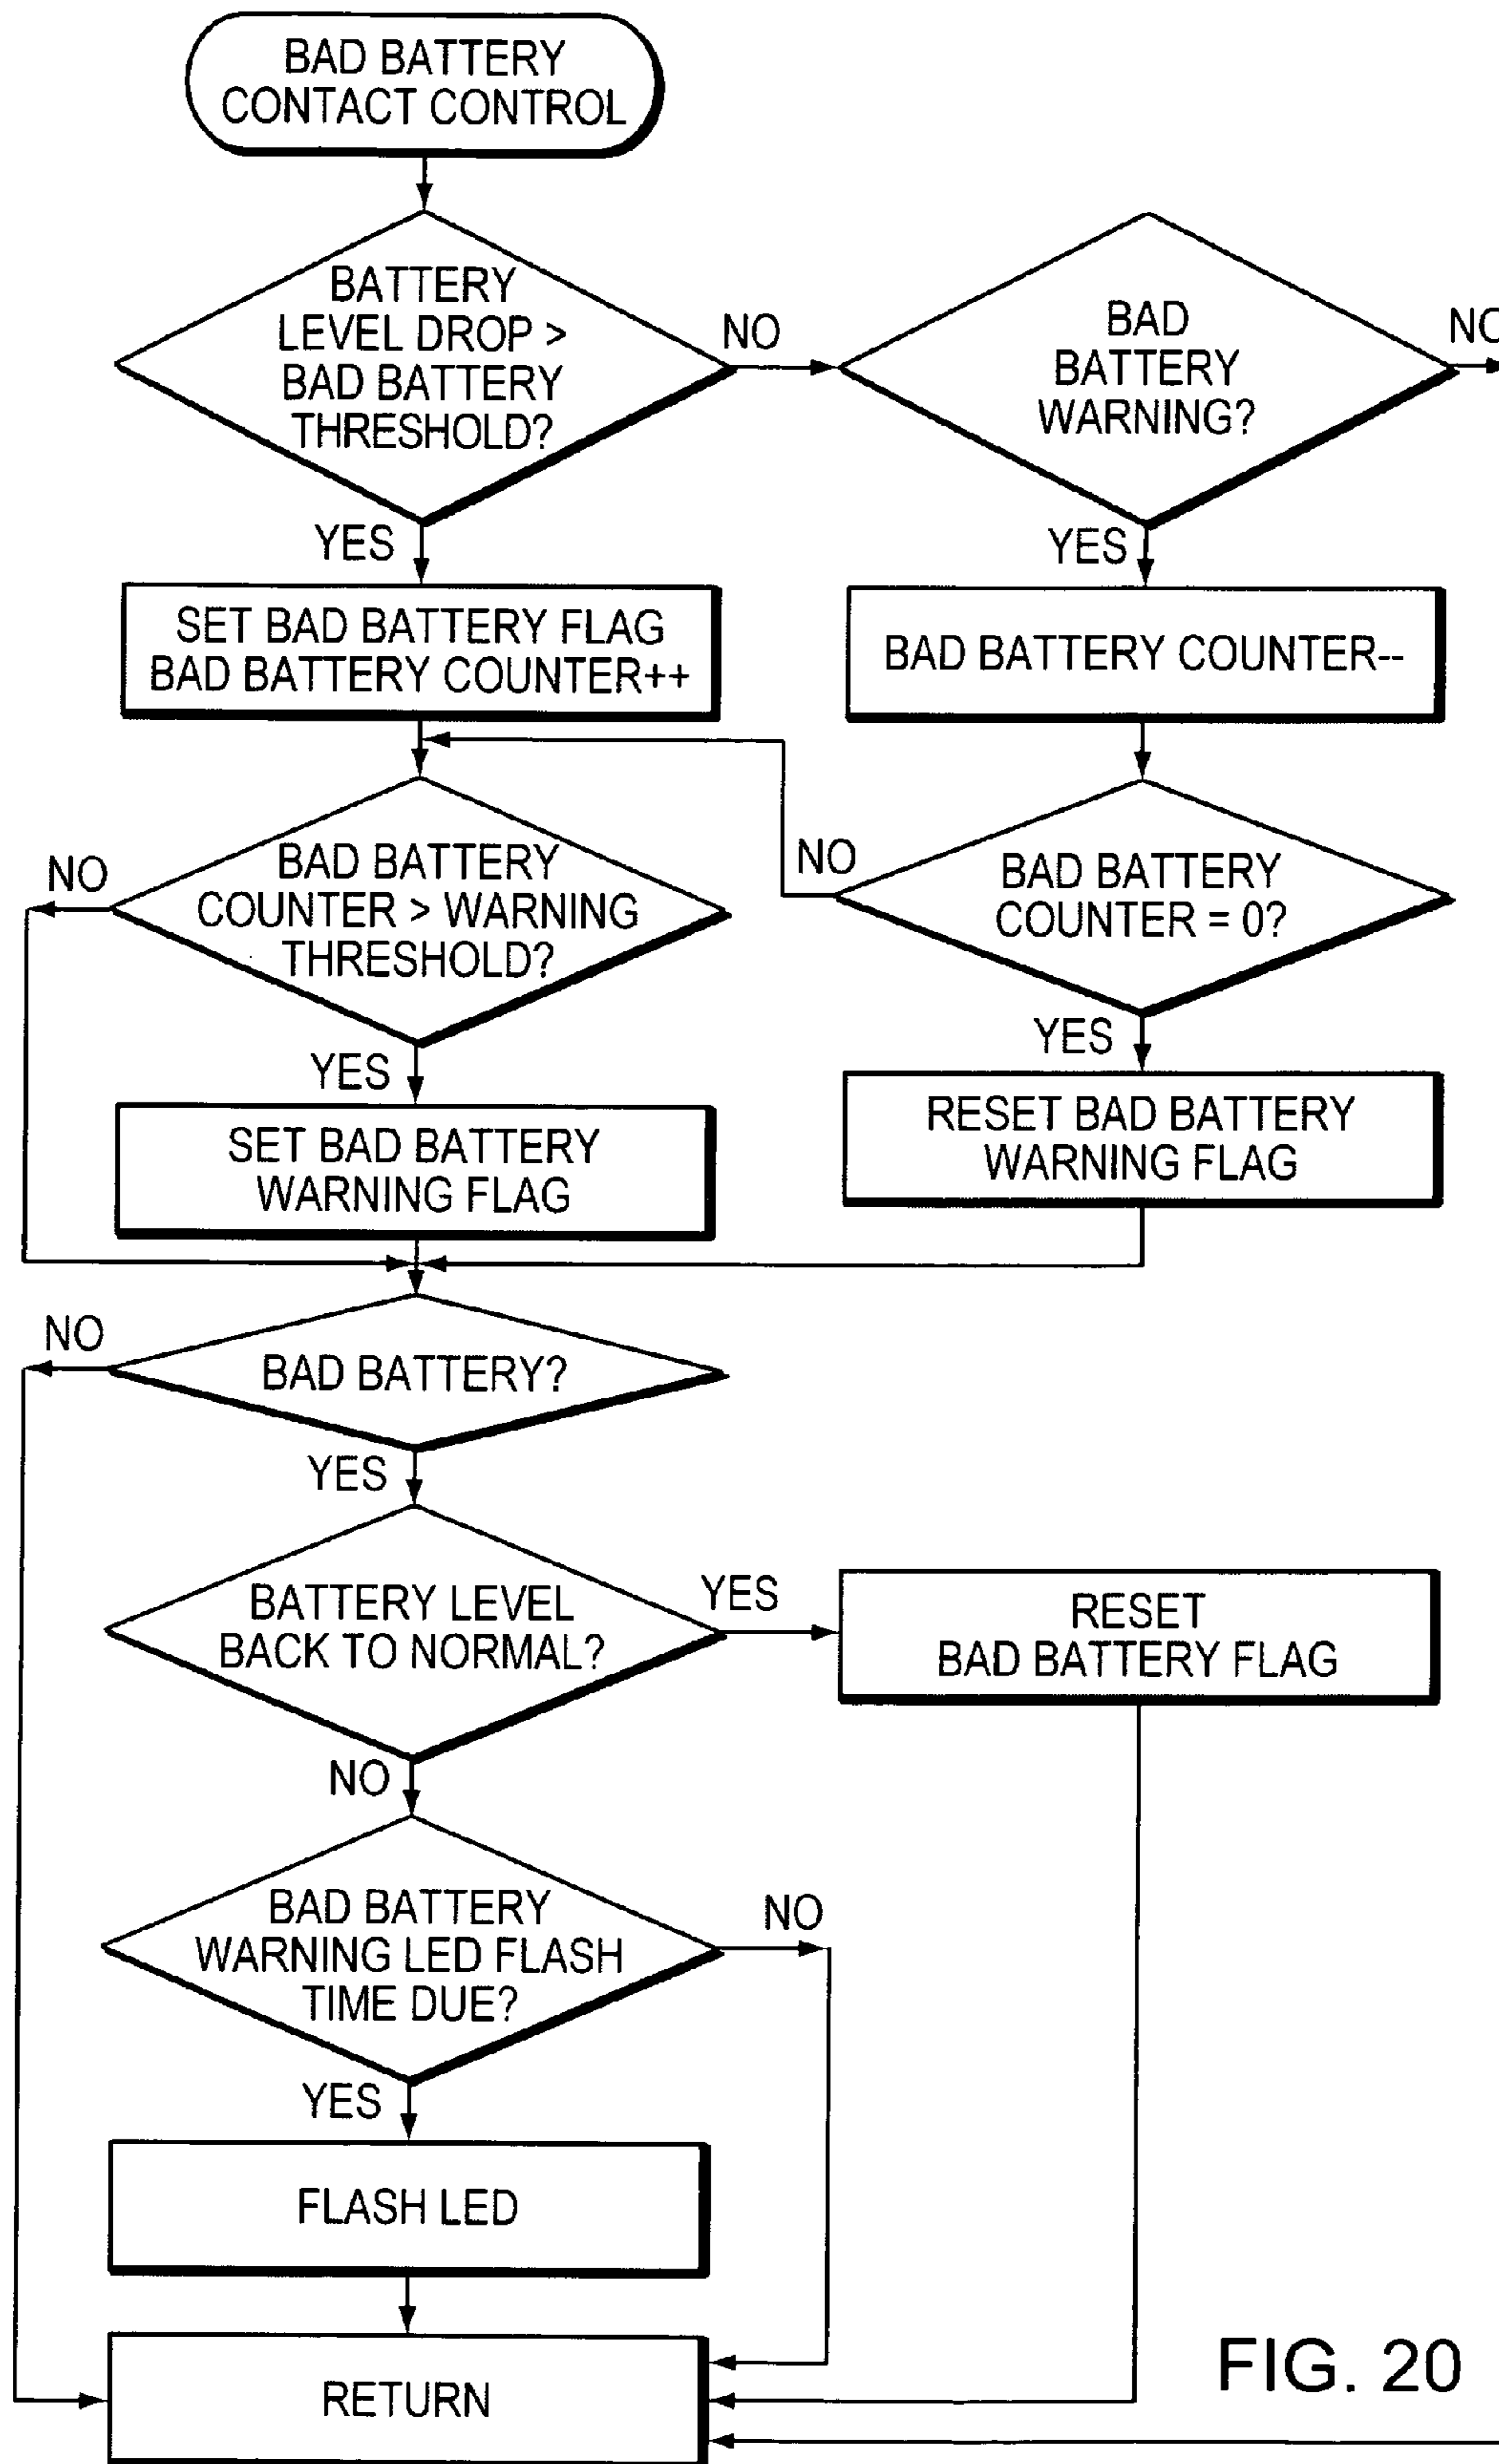 BAD BATTERY
CONTACT CONTROL
BATTERY
LEVEL DROP >
BAD BATTERY
THRESHOLD?
NO
BAD
BATTERY
WARNING?
NO
YES
YES
SET BAD BATTERY FLAG
BAD BATTERY COUNTER++
BAD BATTERY COUNTER--
NO
BAD BATTERY
COUNTER > WARNING
THRESHOLD?
NO
BAD BATTERY
COUNTER = 0?
YES
YES
SET BAD BATTERY
WARNING FLAG
RESET BAD BATTERY
WARNING FLAG
NO
BAD BATTERY?
YES
BATTERY LEVEL
BACK TO NORMAL?
YES
RESET
BAD BATTERY FLAG
NO
BAD BATTERY
WARNING LED FLASH
TIME DUE?
NO
YES
FLASH LED
RETURN
FIG. 20